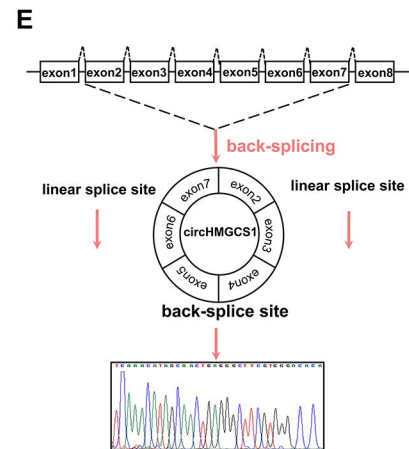 E
exon1 exon2 exon3 exon4 exon5 exon6 exon7 exon8
back-splicing
linear splice site
linear splice site
exon7 exon2
exon6 exon3
exon5 exon4
circHMGCS1
back-splice site